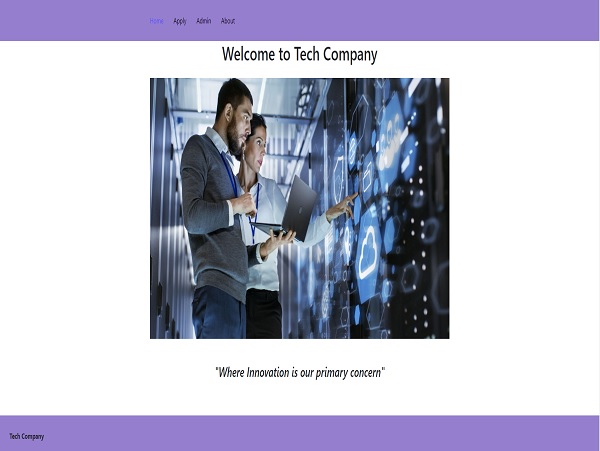 Home Apply Admin About
Welcome to Tech Company
"Where Innovation is our primary concern"
Tech Company